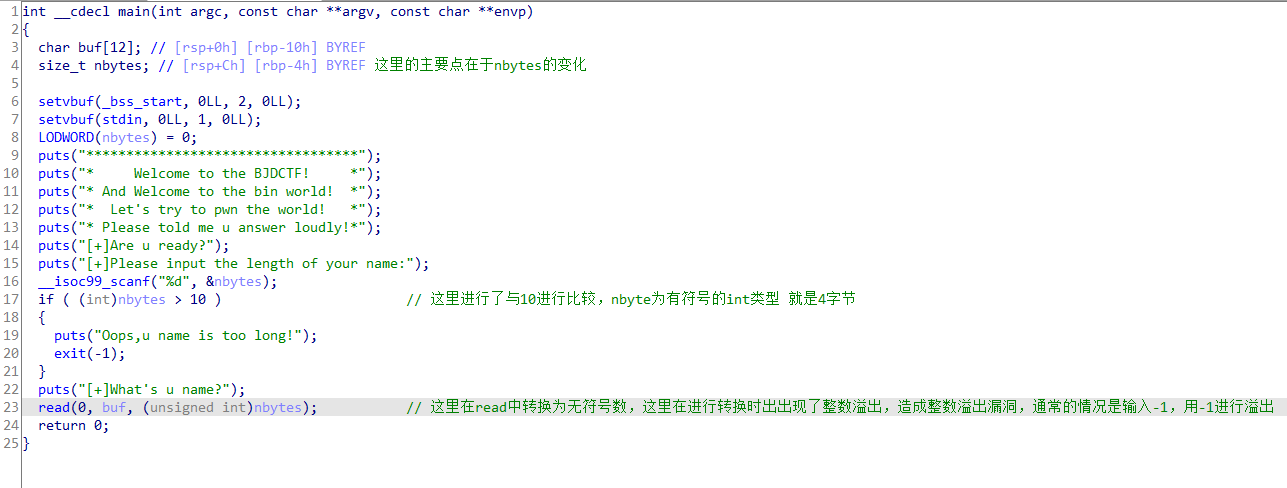 1 int __cdecl main(int argc, const char **argv, const char **envp)
2 {
3 char buf[12]; // [rsp+0h] [rbp-10h] BYREF
4 size_t nbytes; // [rsp+Ch] [rbp-4h] BYREF 这里的主要点在于nbytes的变化
5
6 setvbuf(_bss_start, 0LL, 2, 0LL);
7 setvbuf(stdin, 0LL, 1, 0LL);
8 LODWORD(nbytes) = 0;
9 puts("**********************************");
10 puts("*     Welcome to the BJDCTF!     *");
11 puts("* And Welcome to the bin world!  *");
12 puts("*  Let's try to pwn the world!   *");
13 puts("* Please told me u answer loudly!*");
14 puts("[+]Are u ready?");
15 puts("[+]Please input the length of your name:");
16 __isoc99_scanf("%d", &nbytes);
17 if ( (int)nbytes > 10 ) // 这里进行了与10进行比较，nbyte为有符号的int类型 就是4字节
18 {
19 puts("Oops,u name is too long!");
20 exit(-1);
21 }
22 puts("[+]What's u name?");
23 read(0, buf, (unsigned int)nbytes); // 这里在read中转换为无符号数，这里在进行转换时出出现了整数溢出，造成整数溢出漏洞，通常的情况是输入-1，用-1进行溢出
24 return 0;
25 }